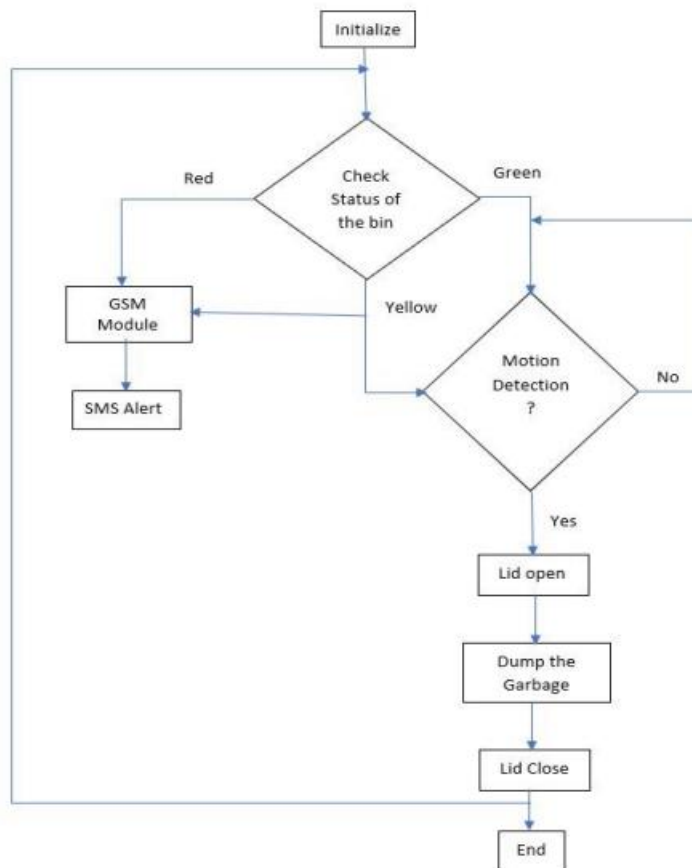 Initialize
Check
Status of
the bin
Red
Green
GSM
Module
Yellow
SMS Alert
Motion
Detection
?
No
Yes
Lid open
Dump the
Garbage
Lid Close
End